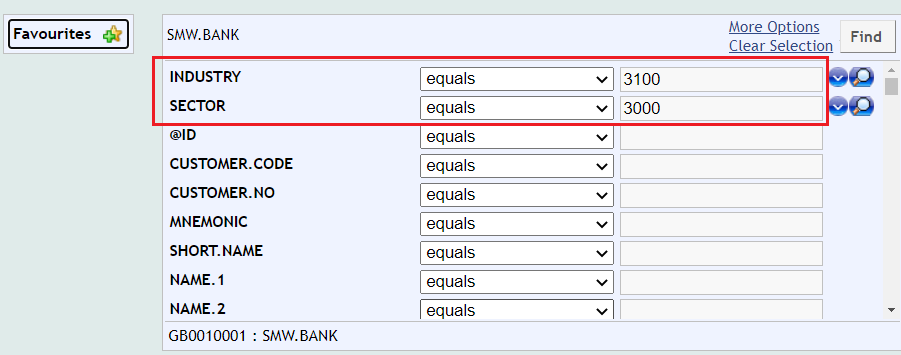 Favourites
SMW.BANK
More Options
Clear Selection
Find
INDUSTRY equals 3100
SECTOR equals 3000
@ID equals
CUSTOMER.CODE equals
CUSTOMER.NO equals
MNEMONIC equals
SHORT.NAME equals
NAME.1 equals
NAME.2 equals
GB0010001 : SMW.BANK